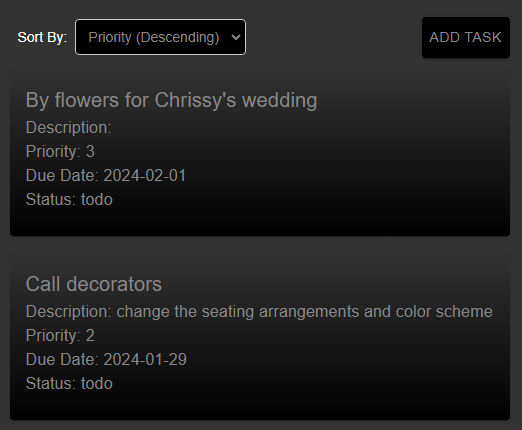 Sort By: Priority (Descending) ADD TASK
By flowers for Chrissy's wedding
Description:
Priority: 3
Due Date: 2024-02-01
Status: todo
Call decorators
Description: change the seating arrangements and color scheme
Priority: 2
Due Date: 2024-01-29
Status: todo